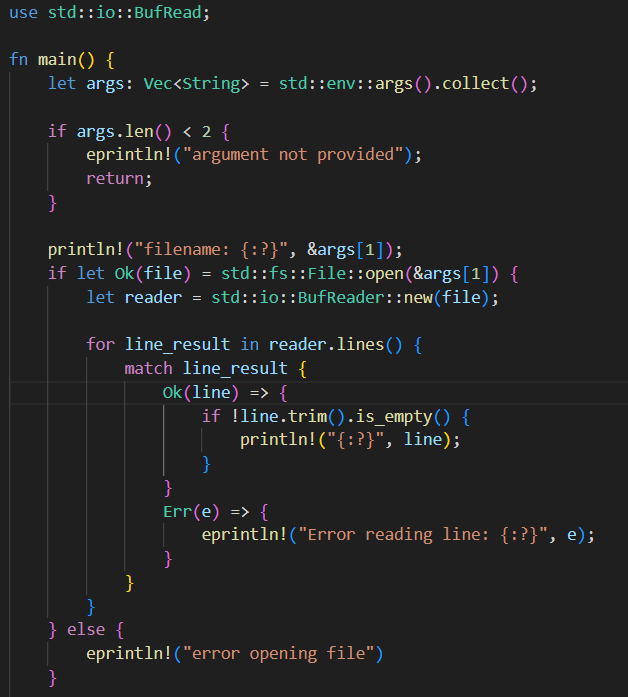 use std::io::BufRead;

fn main() {
    let args: Vec<String> = std::env::args().collect();

    if args.len() < 2 {
        eprintln!("argument not provided");
        return;
    }

    println!("filename: {:?}", &args[1]);
    if let Ok(file) = std::fs::File::open(&args[1]) {
        let reader = std::io::BufReader::new(file);

        for line_result in reader.lines() {
            match line_result {
                Ok(line) => {
                    if !line.trim().is_empty() {
                        println!("{:?}", line);
                    }
                }
                Err(e) => {
                    eprintln!("Error reading line: {:?}", e);
                }
            }
        }
    } else {
        eprintln!("error opening file")
    }